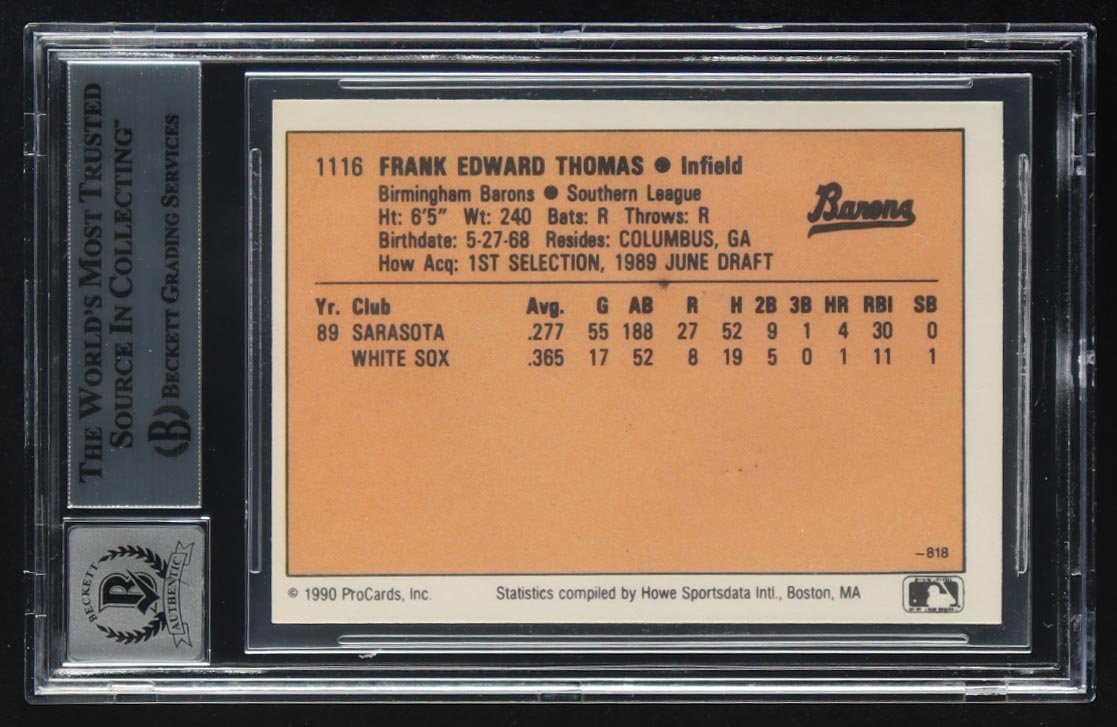 THE WORLD'S MOST TRUSTED
SOURCE IN COLLECTING™
BECKETT GRADING SERVICES
BECKETT
AUTHENTIC
1116 FRANK EDWARD THOMAS ● Infield
Birmingham Barons ● Southern League
Ht: 6'5" Wt: 240 Bats: R Throws: R
Birthdate: 5-27-68 Resides: COLUMBUS, GA
How Acq: 1ST SELECTION, 1989 JUNE DRAFT
Barons
Yr. Club Avg. G AB R H 2B 3B HR RBI SB
89 SARASOTA .277 55 188 27 52 9 1 4 30 0
WHITE SOX .365 17 52 8 19 5 0 1 11 1
–818
© 1990 ProCards, Inc. Statistics compiled by Howe Sportsdata Intl., Boston, MA